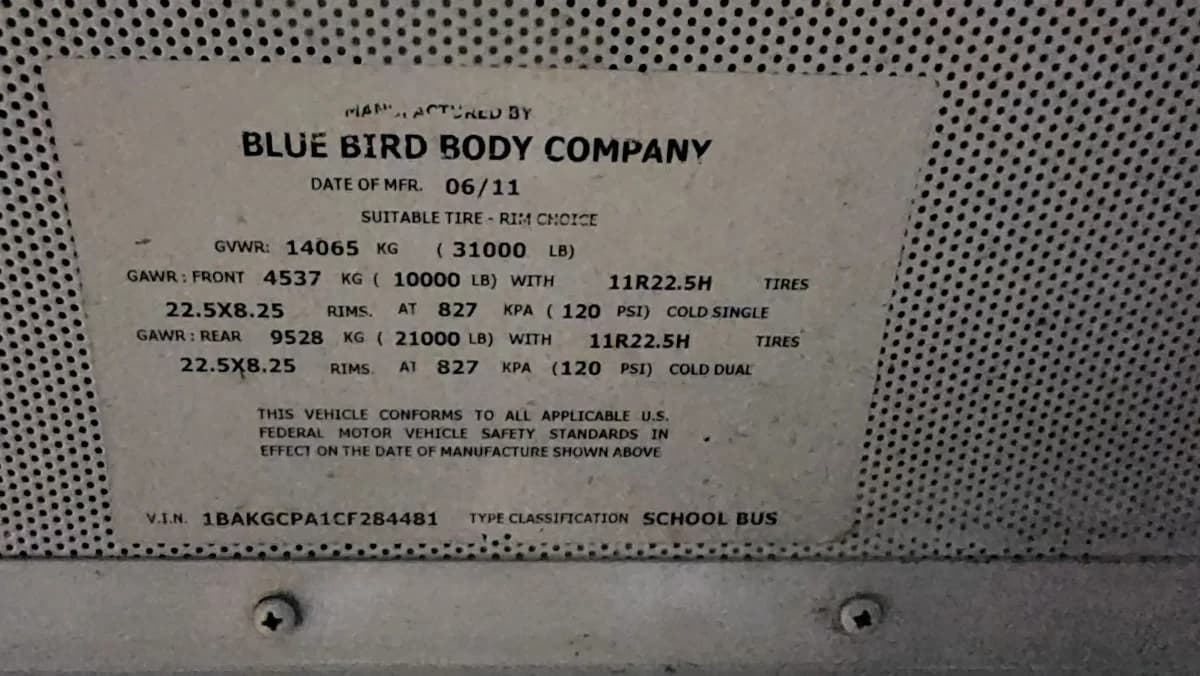 MANUFACTURED BY
BLUE BIRD BODY COMPANY
DATE OF MFR. 06/11
SUITABLE TIRE - RIM CHOICE
GVWR: 14065 KG ( 31000 LB)
GAWR : FRONT 4537 KG ( 10000 LB) WITH 11R22.5H TIRES
22.5X8.25 RIMS. AT 827 KPA ( 120 PSI) COLD SINGLE
GAWR : REAR 9528 KG ( 21000 LB) WITH 11R22.5H TIRES
22.5X8.25 RIMS. AT 827 KPA (120 PSI) COLD DUAL
THIS VEHICLE CONFORMS TO ALL APPLICABLE U.S.
FEDERAL MOTOR VEHICLE SAFETY STANDARDS IN
EFFECT ON THE DATE OF MANUFACTURE SHOWN ABOVE
V.I.N. 1BAKGCPA1CF284481 TYPE CLASSIFICATION SCHOOL BUS